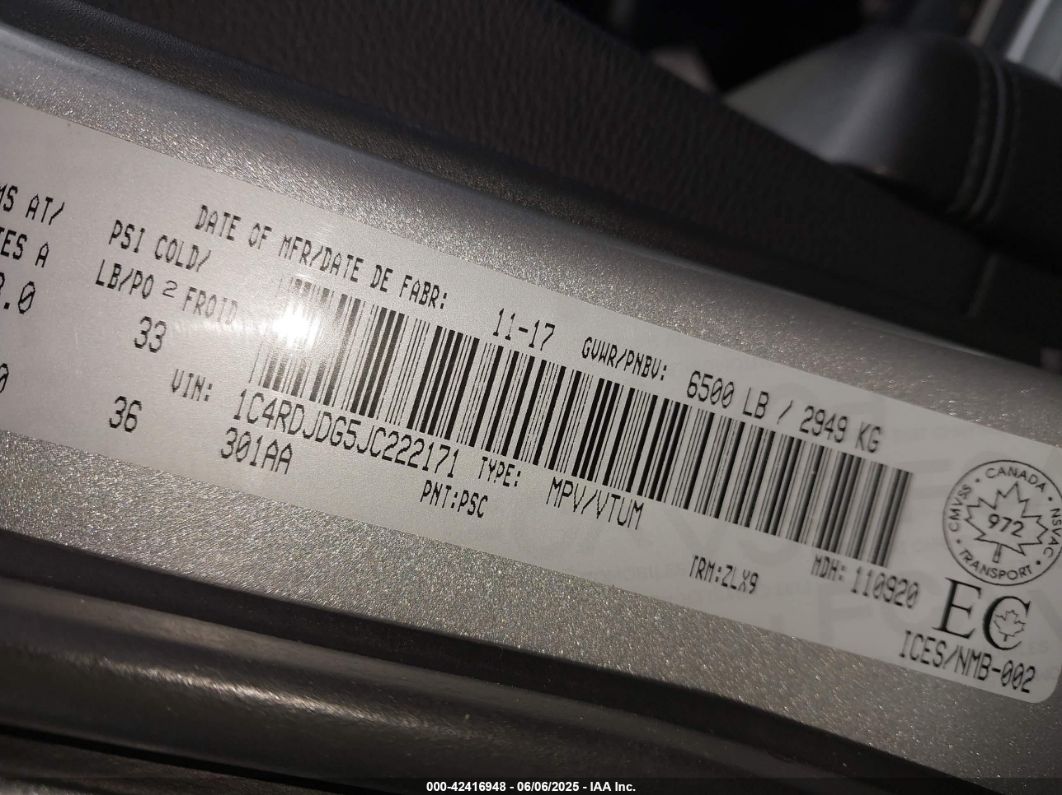 MS AT/
IES A
.0
0
PSI COLD/
LB/PO 2 FROID
33
36
DATE OF MFR/DATE DE FABR: 11-17 GVWR/PNBV: 6500 LB / 2949 KG
VIN: 1C4RDJDG5JC222171 TYPE: MPV/VTUM
301AA PNT:PSC TRM:ZLX9 MDH: 110920
CANADA
CMVSS 972 NSVAC
TRANSPORT
EC
ICES/NMB-002
000-42416948 - 06/06/2025 - IAA Inc.